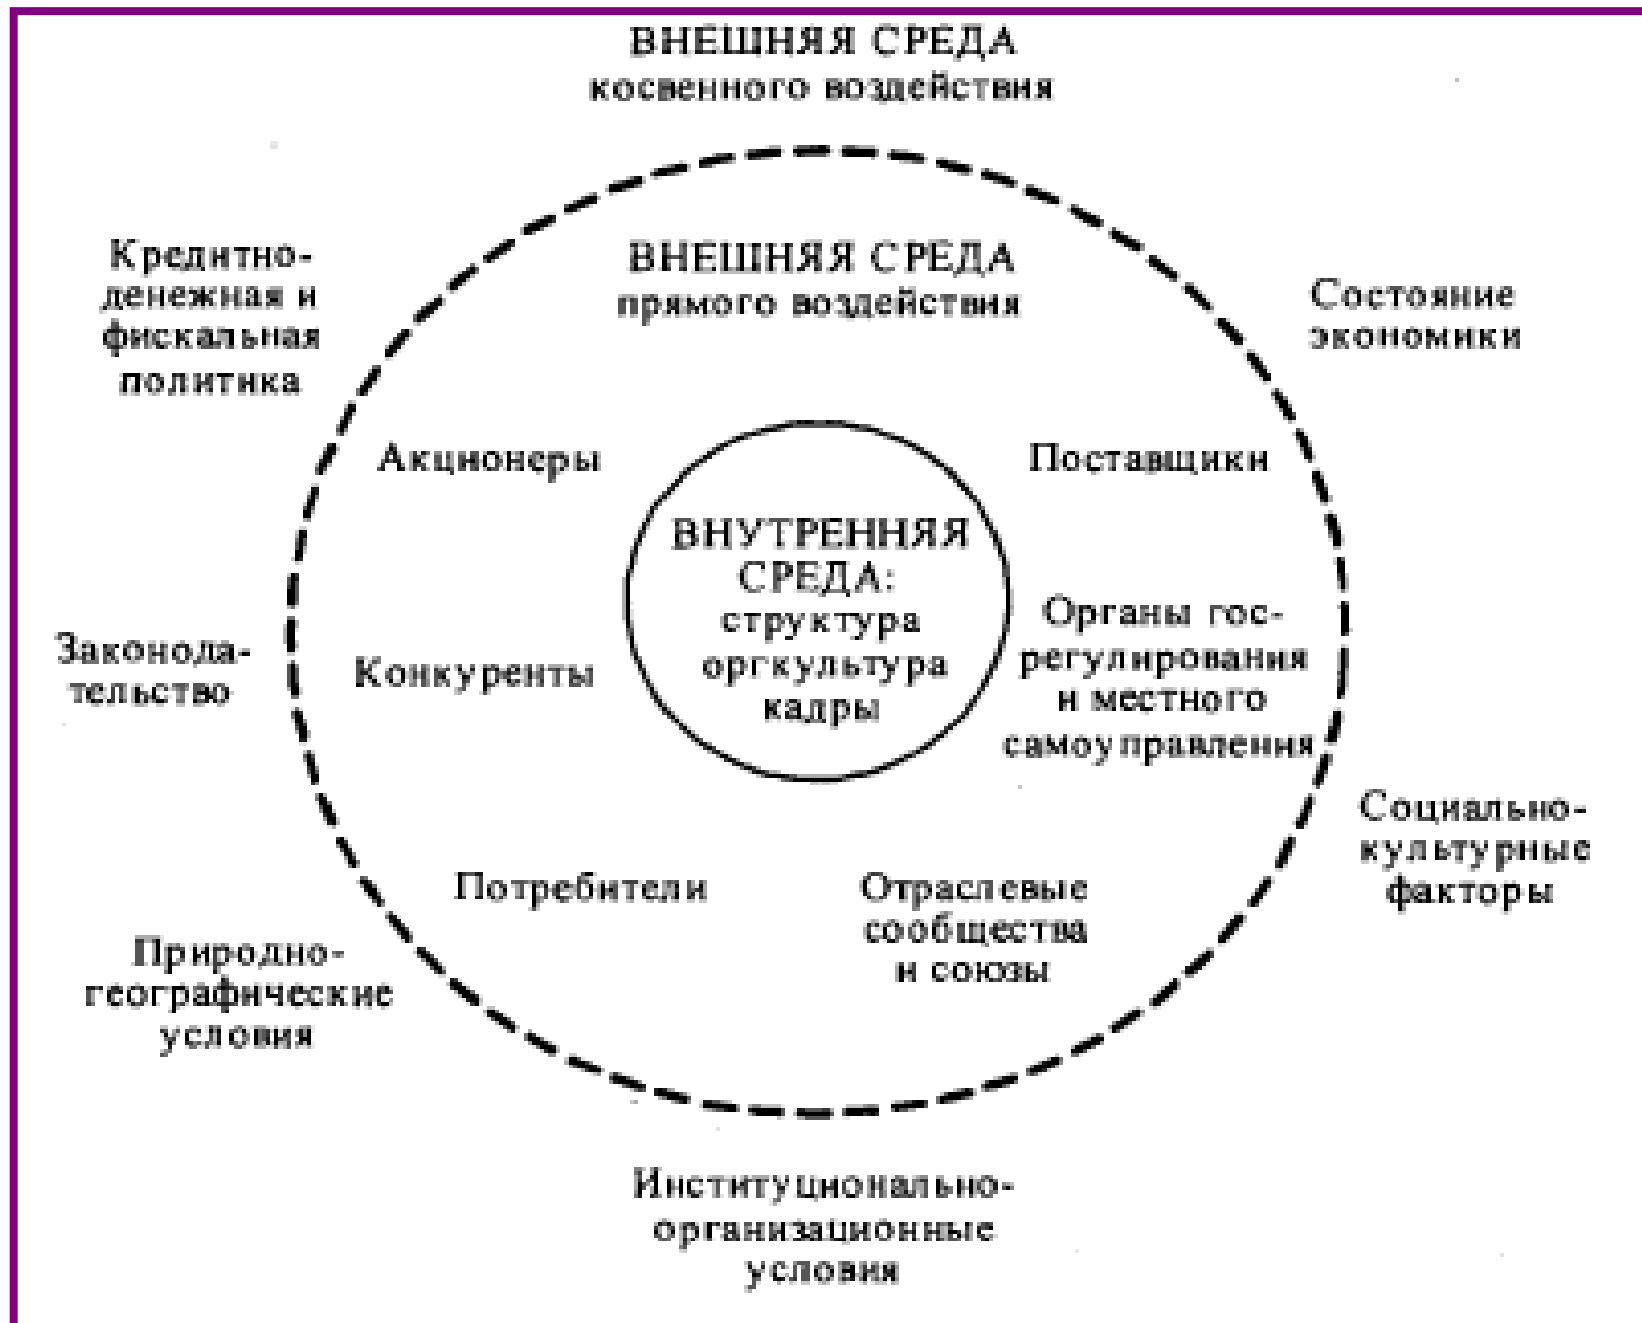 ВНЕШНЯЯ СРЕДА
косвенного воздействия
Кредитно-
денежная и
фискальная
политика
ВНЕШНЯЯ СРЕДА
прямого воздействия
Состояние
экономики
Акционеры
Поставщики
ВНУТРЕННЯЯ
СРЕДА:
структура
оргкультура
кадры
Законода-
тельство
Конкуренты
Органы гос-
регулирования
и местного
самоуправления
Социально-
культурные
факторы
Потребители
Отраслевые
сообщества
и союзы
Природно-
географические
условия
Институционально-
организационные
условия